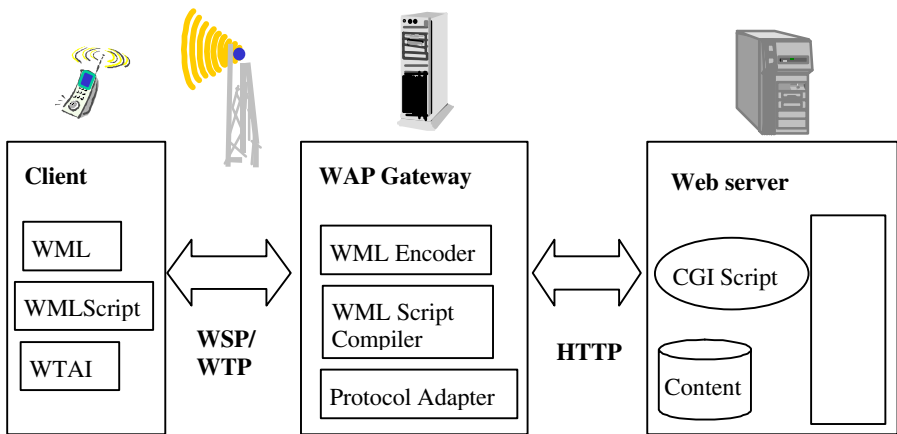 Client
WML
WMLScript
WTAI
WSP/
WTP
WAP Gateway
WML Encoder
WML Script
Compiler
Protocol Adapter
HTTP
Web server
CGI Script
Content